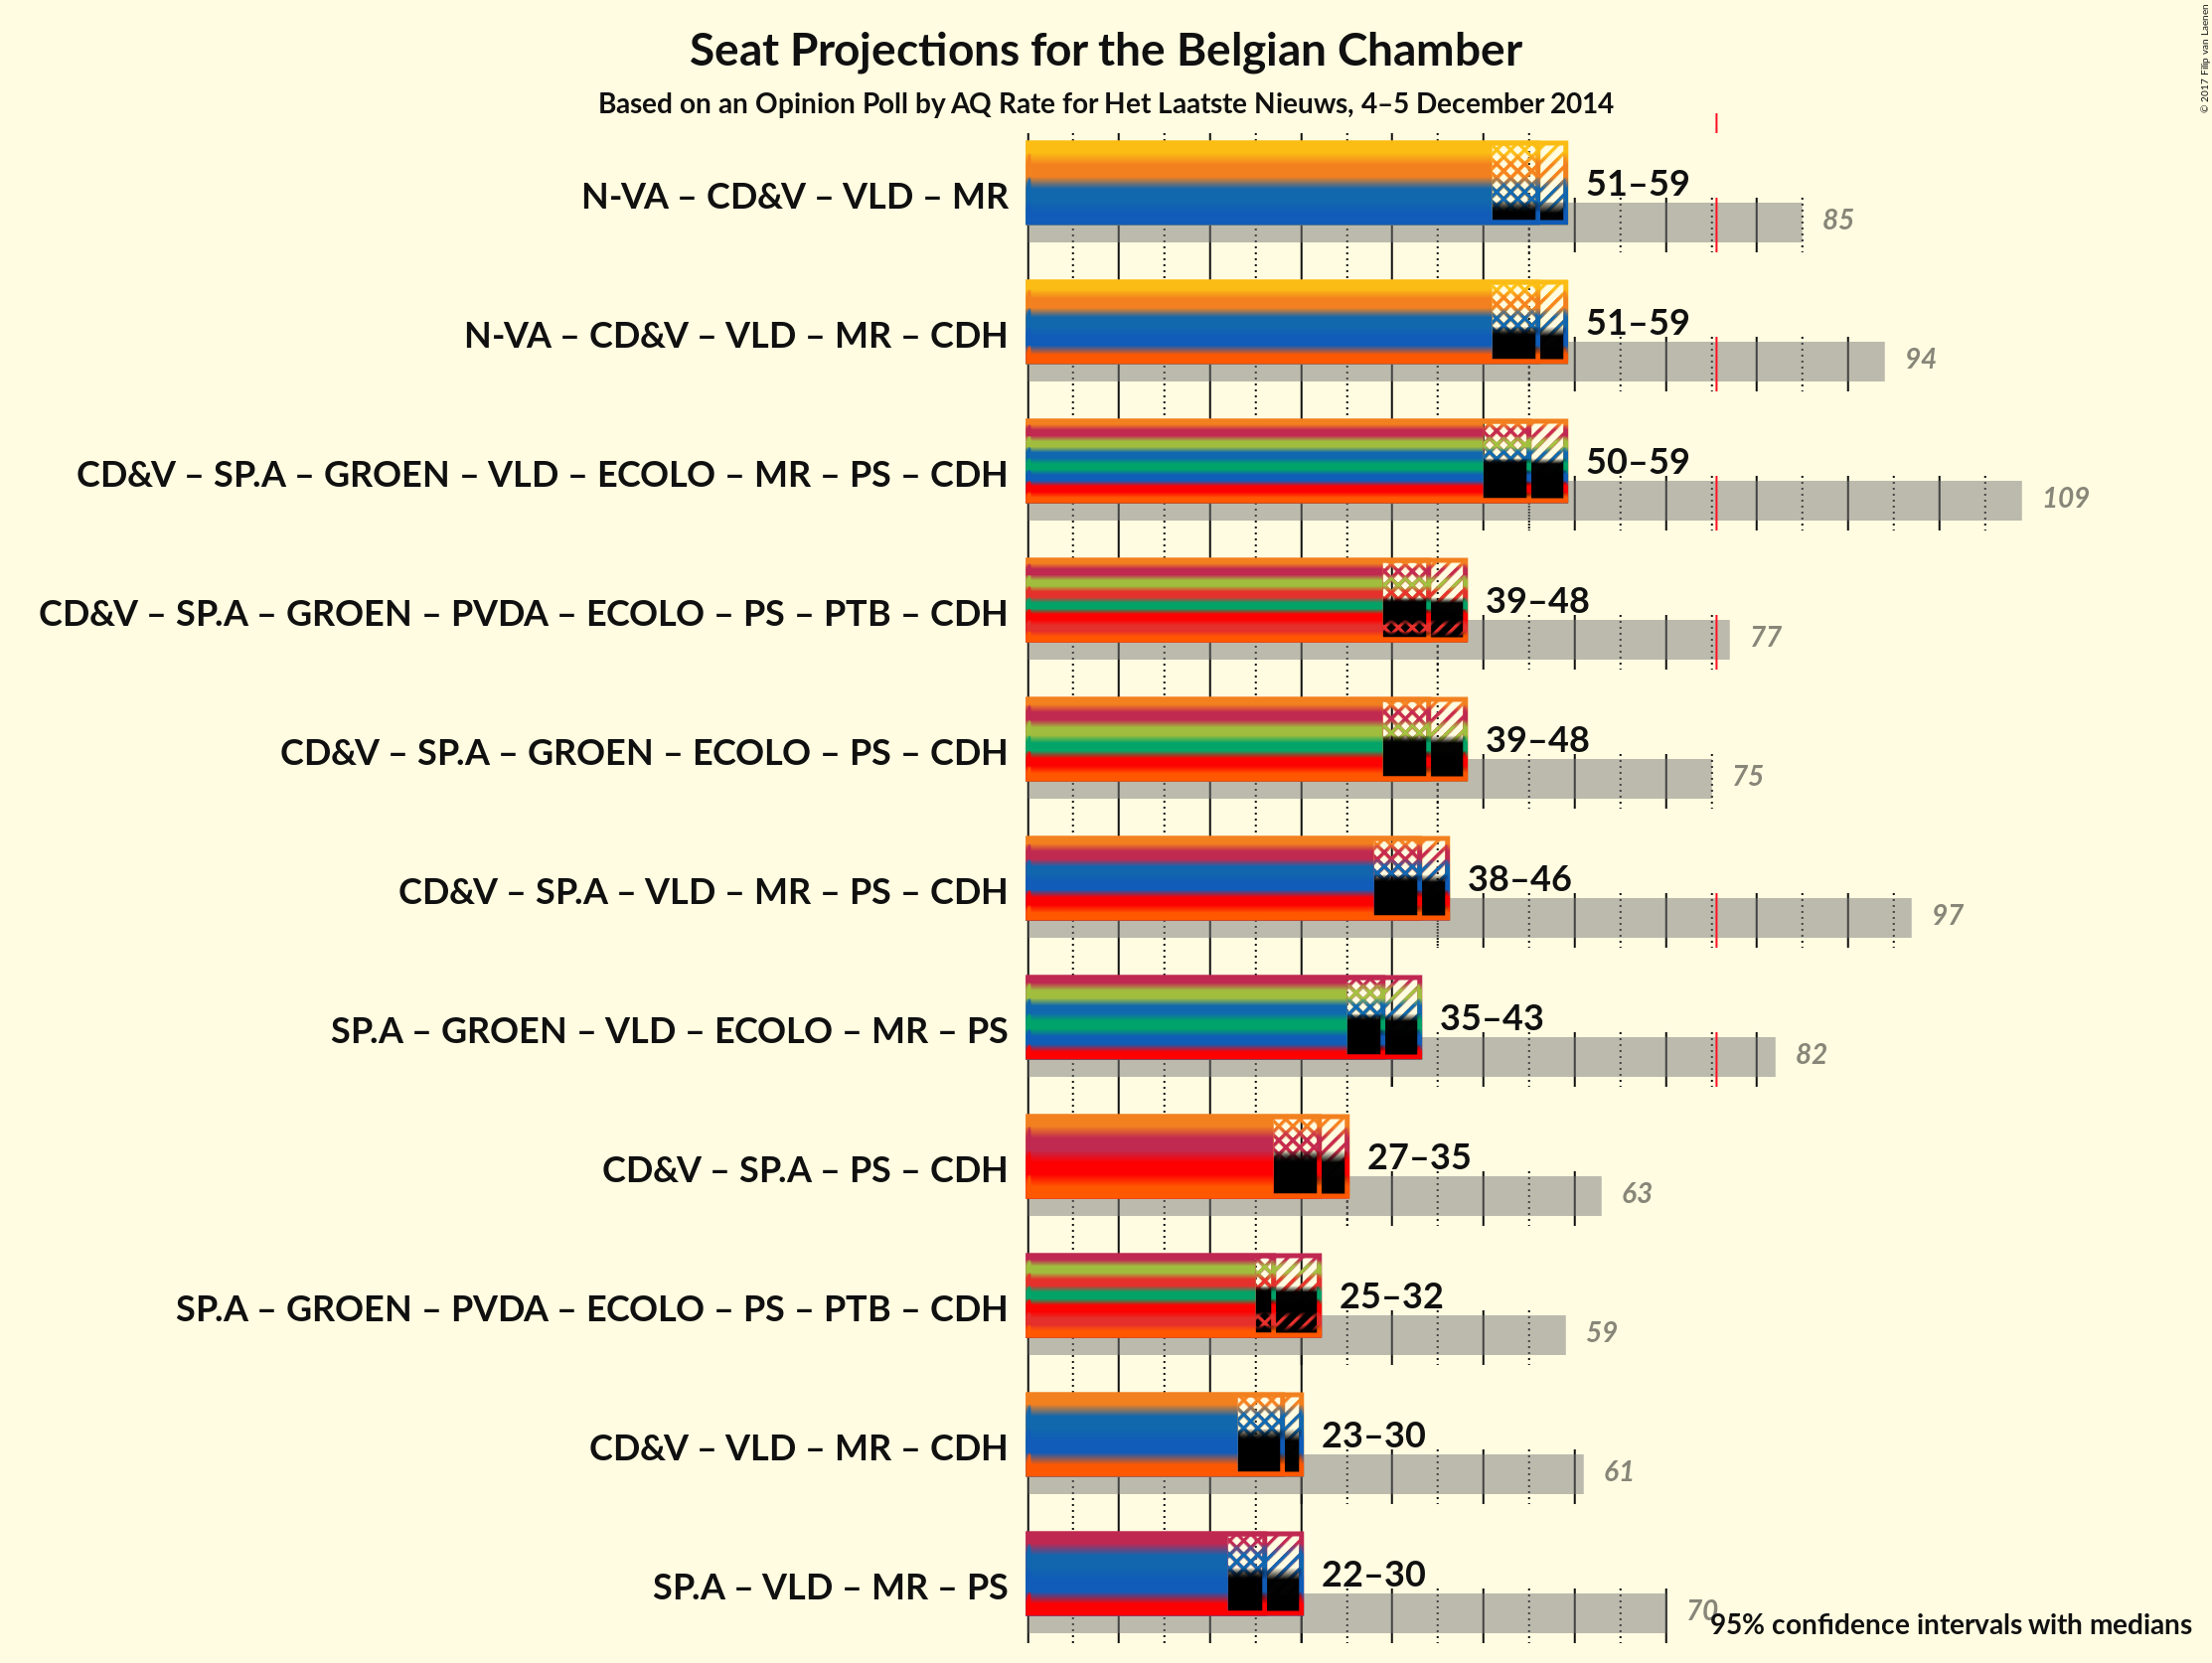 Seat Projections for the Belgian Chamber
Based on an Opinion Poll by AQ Rate for Het Laatste Nieuws, 4–5 December 2014
© 2017 Filip van Laenen
N-VA – CD&V – VLD – MR
51–59
85
N-VA – CD&V – VLD – MR – CDH
51–59
94
CD&V – SP.A – GROEN – VLD – ECOLO – MR – PS – CDH
50–59
109
CD&V – SP.A – GROEN – PVDA – ECOLO – PS – PTB – CDH
39–48
77
CD&V – SP.A – GROEN – ECOLO – PS – CDH
39–48
75
CD&V – SP.A – VLD – MR – PS – CDH
38–46
97
SP.A – GROEN – VLD – ECOLO – MR – PS
35–43
82
CD&V – SP.A – PS – CDH
27–35
63
SP.A – GROEN – PVDA – ECOLO – PS – PTB – CDH
25–32
59
CD&V – VLD – MR – CDH
23–30
61
SP.A – VLD – MR – PS
22–30
70
95% confidence intervals with medians